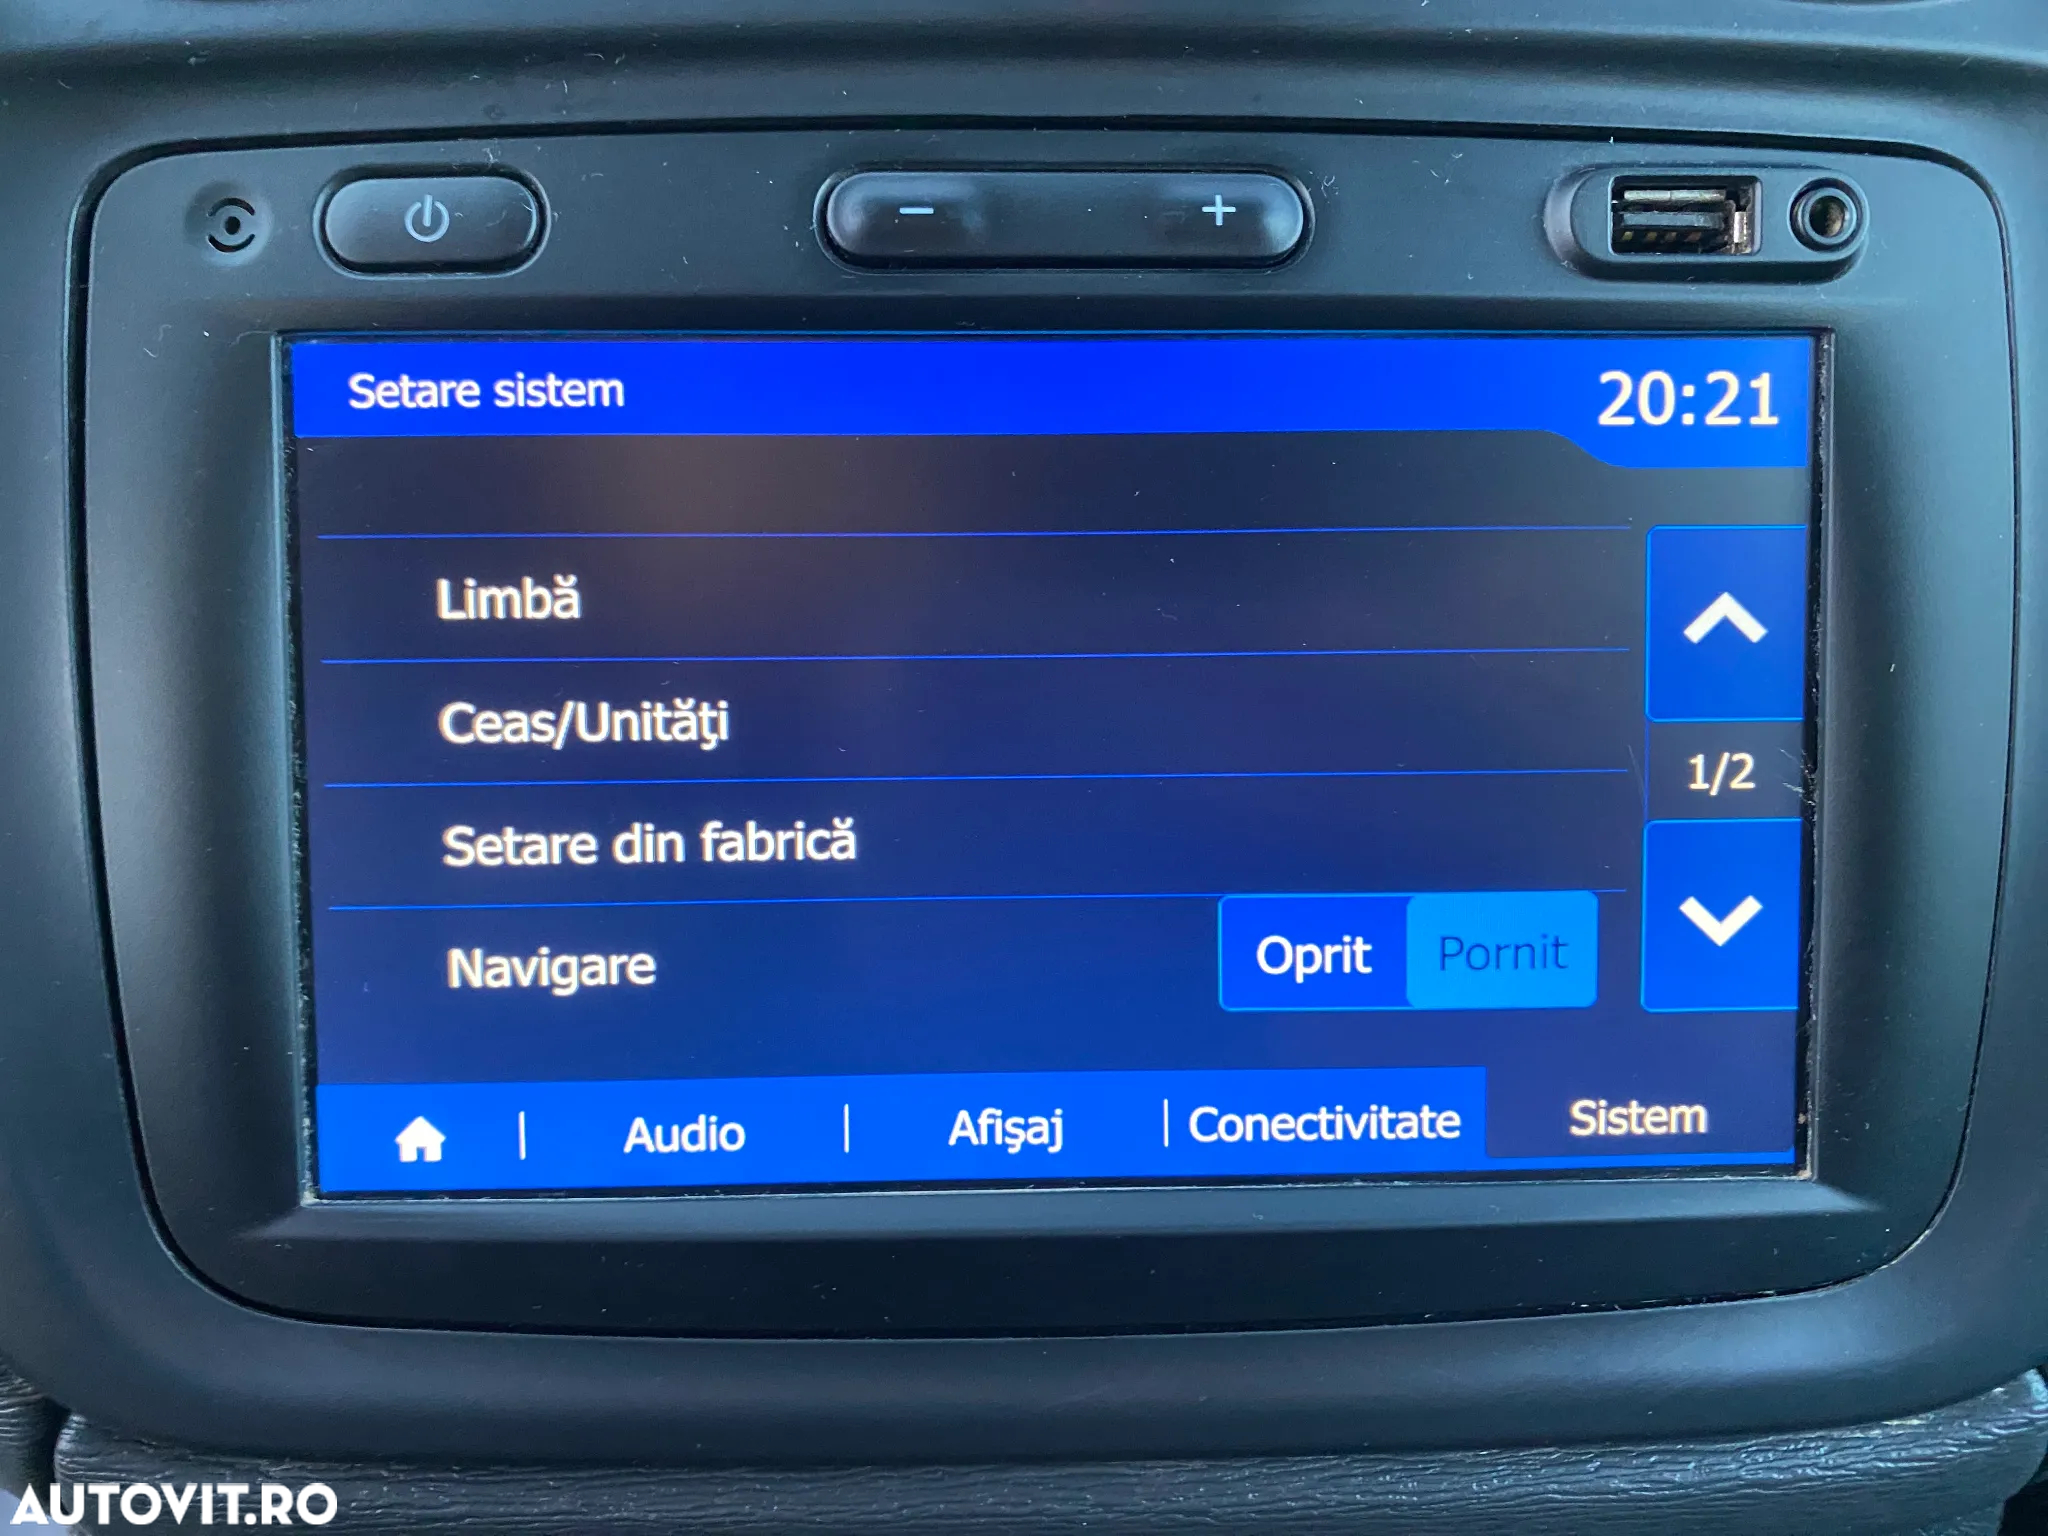 Setare sistem
20:21
Limbă
Ceas/Unităţi
1/2
Setare din fabrică
Navigare
Oprit
Pornit
Audio
Afişaj
Conectivitate
Sistem
AUTOVIT.RO